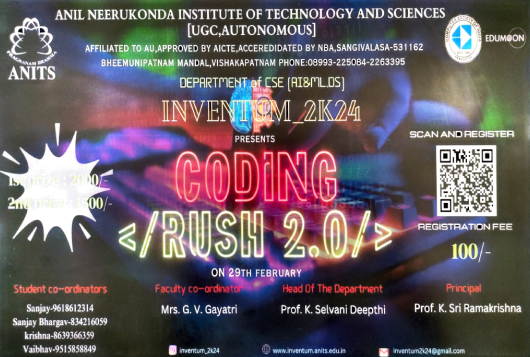 ANIL NEERUKONDA INSTITUTE OF TECHNOLOGY AND SCIENCES
[UGC,AUTONOMOUS]
AFFILIATED TO AU,APPROVED BY AICTE,ACCEREDIDATED BY NBA,SANGIVALASA-531162
BHEEMUNIPATNAM MANDAL,VISHAKAPATNAM PHONE:08993-225084-2263395
ANITS
EDUMOON
DEPARTMENT of CSE (AI&ML,DS)
INVENTUM_2K24
PRESENTS
CODING
</RUSH 2.0/>
ON 29TH FEBRUARY
SCAN AND REGISTER
REGISTRATION FEE
100/-
Student co-ordinators
Sanjay-9618612314
Sanjay Bhargav-834216059
krishna-8639366359
Vaibhav-9515858849
Faculty co-ordinator
Mrs. G. V. Gayatri
Head Of The Department
Prof. K. Selvani Deepthi
Principal
Prof. K. Sri Ramakrishna
inventum_2k24
www.inventum.anits.edu.in
inventum2k24@gmail.com